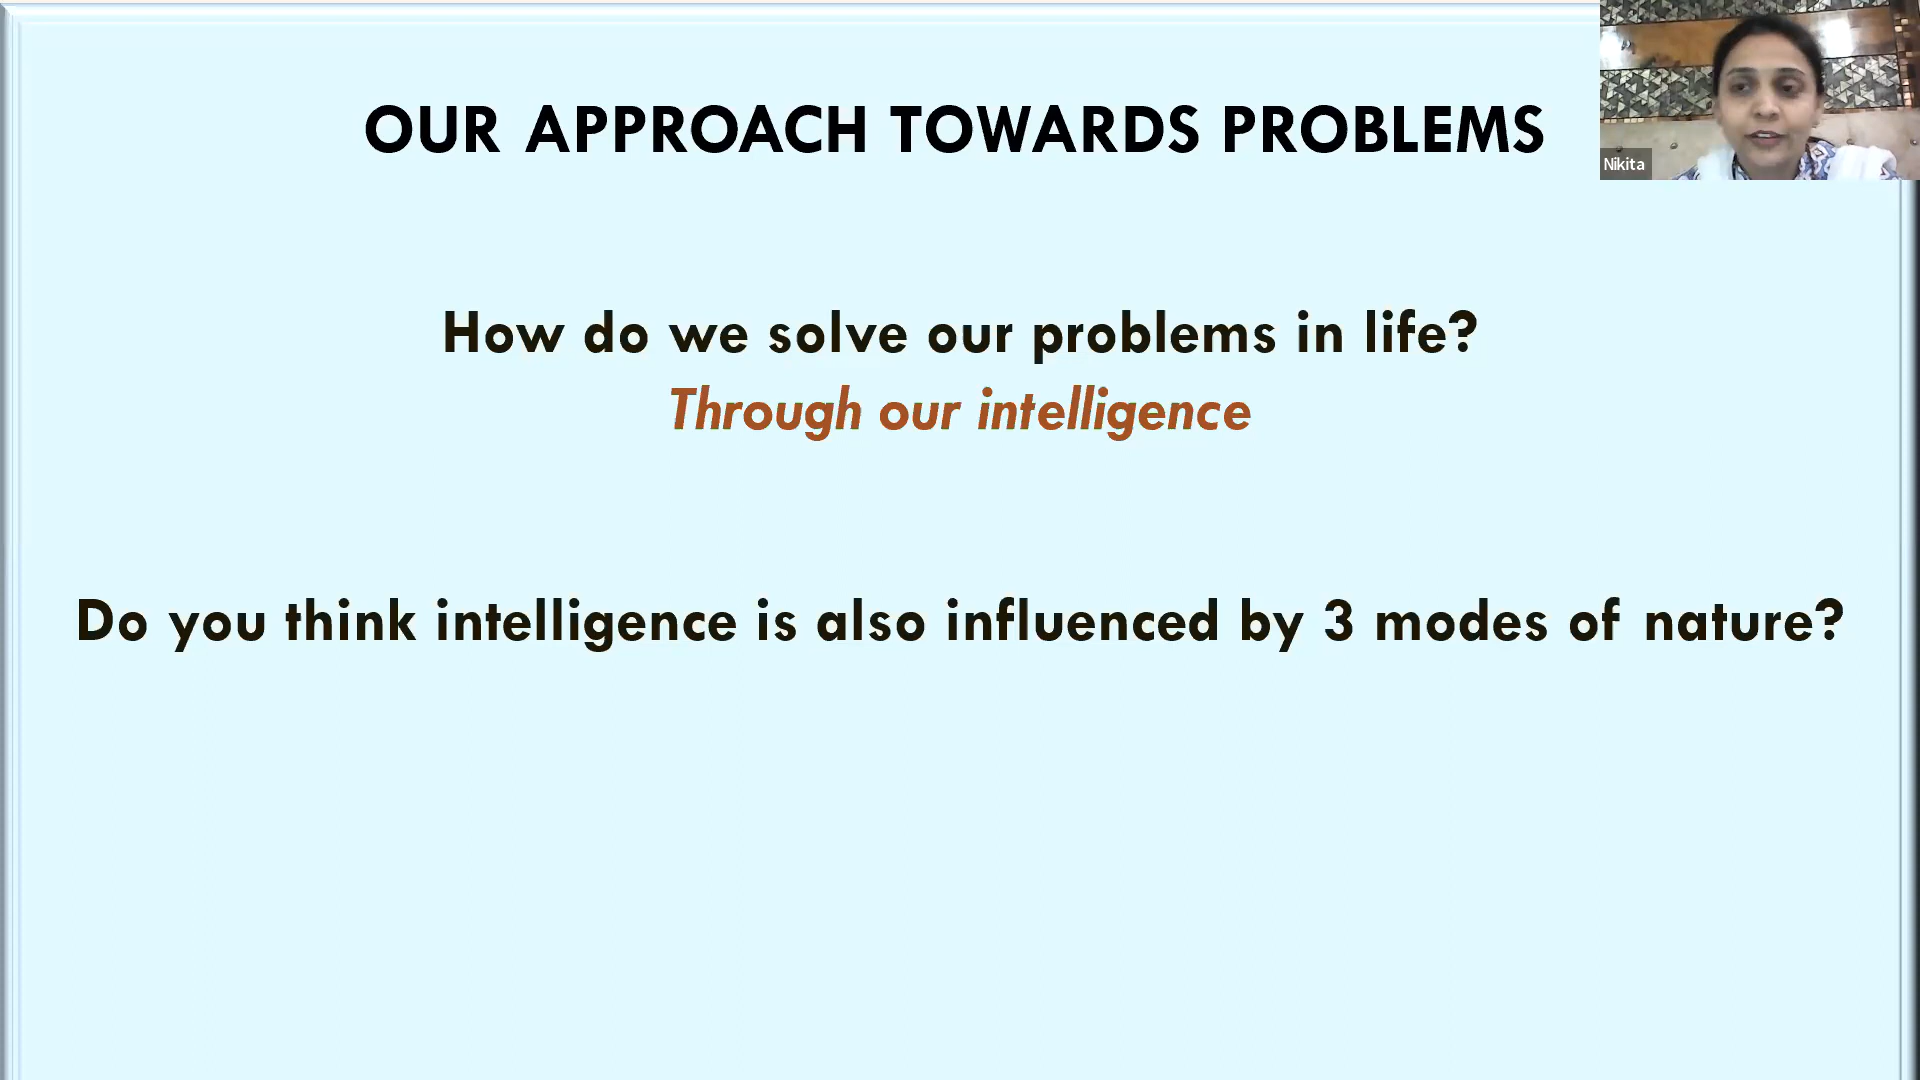 OUR APPROACH TOWARDS PROBLEMS
Nikita
How do we solve our problems in life?
Through our intelligence
Do you think intelligence is also influenced by 3 modes of nature?